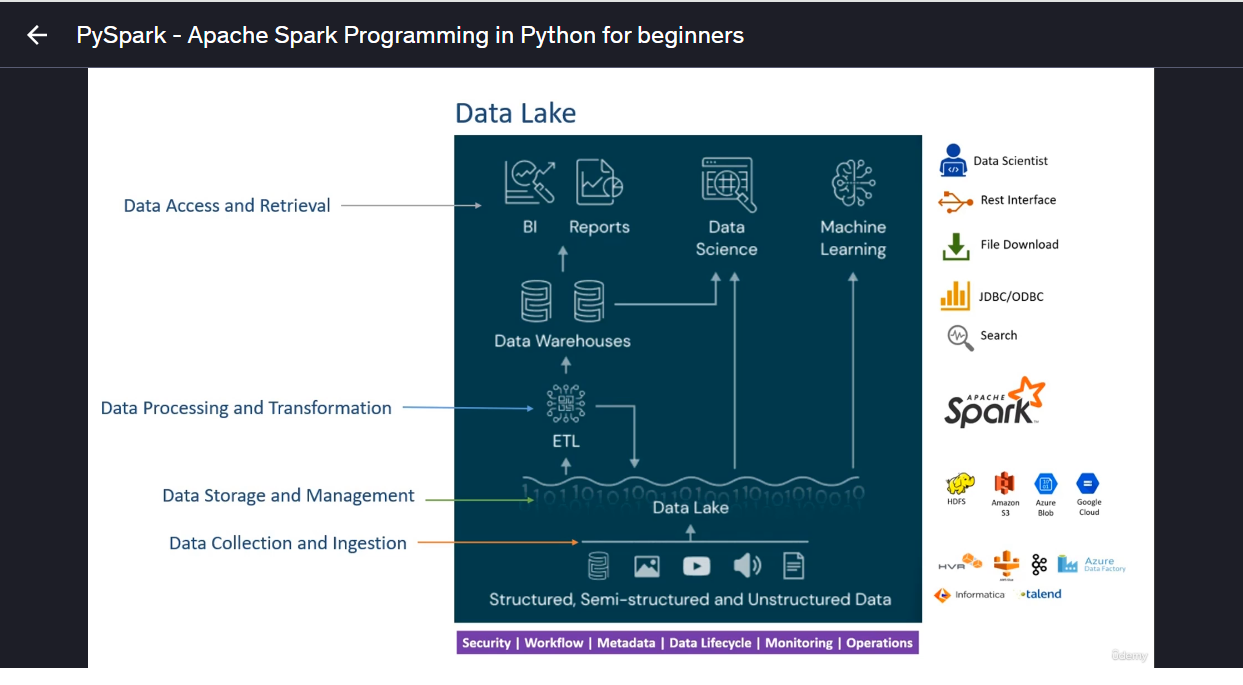 PySpark - Apache Spark Programming in Python for beginners
Data Lake
Data Access and Retrieval
BI
Reports
Data
Science
Machine
Learning
Data Warehouses
Data Processing and Transformation
ETL
Data Storage and Management
Data Lake
Data Collection and Ingestion
Structured, Semi-structured and Unstructured Data
Security | Workflow | Metadata | Data Lifecycle | Monitoring | Operations
Data Scientist
Rest Interface
File Download
JDBC/ODBC
Search
APACHE
Spark
HDFS
Amazon
S3
Azure
Blob
Google
Cloud
HVR
Azure
Data Factory
Informatica
talend
ûdemy